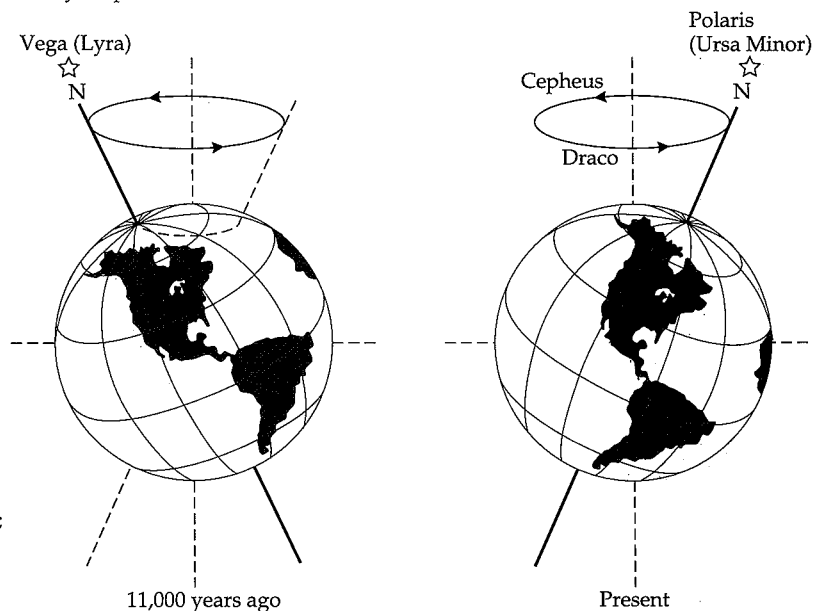 Vega (Lyra)
N
Polaris
(Ursa Minor)
N
Cepheus
Draco
11,000 years ago
Present